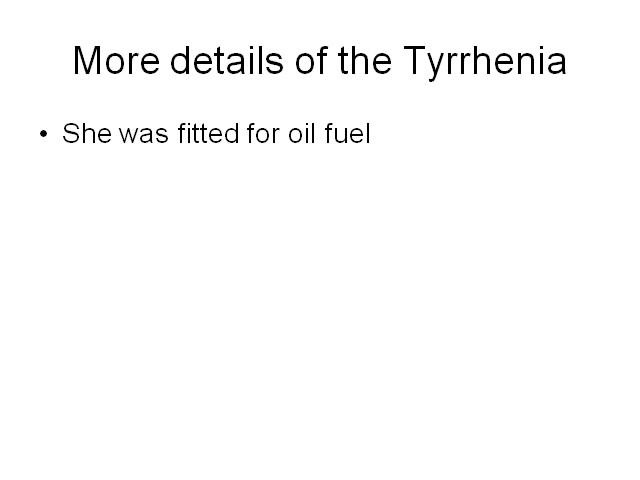 More details of the Tyrrhenia
• She was fitted for oil fuel